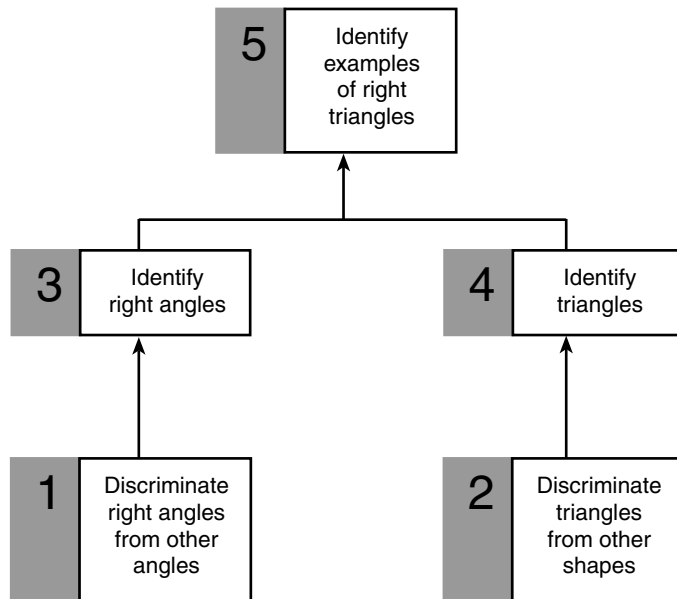 5
Identify
examples
of right
triangles
3
Identify
right angles
4
Identify
triangles
1
Discriminate
right angles
from other
angles
2
Discriminate
triangles
from other
shapes